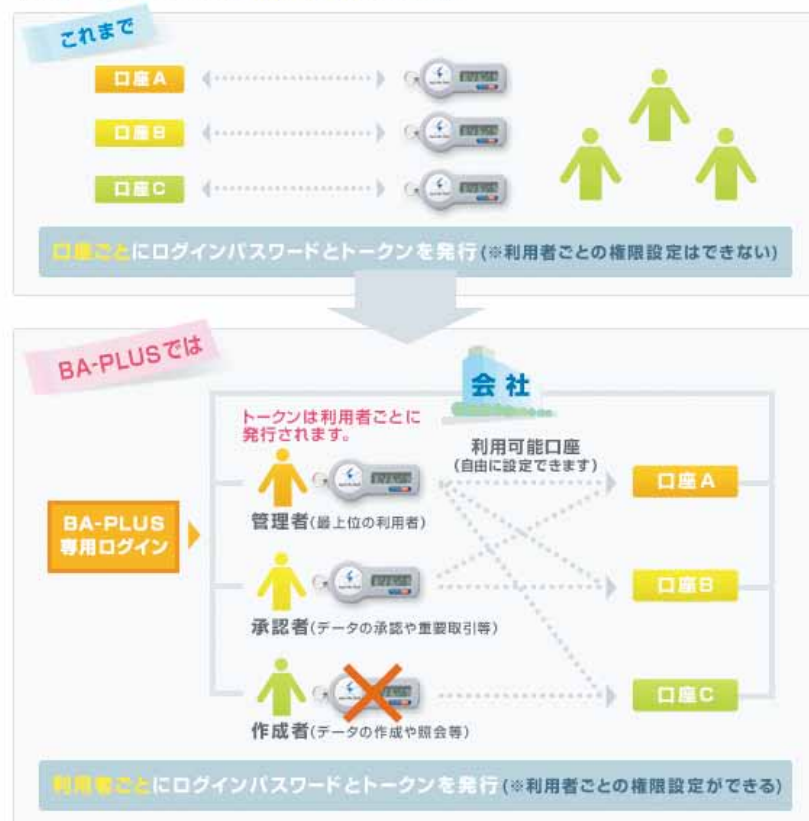 これまで
口座A
口座B
口座C
口座ごとにログインパスワードとトークンを発行(※利用者ごとの権限設定はできない)
BA-PLUSでは
会社
トークンは利用者ごとに
発行されます。
利用可能口座
(自由に設定できます)
管理者(最上位の利用者)
口座A
BA-PLUS
専用ログイン
承認者(データの承認や重要取引等)
口座B
作成者(データの作成や照会等)
口座C
利用者ごとにログインパスワードとトークンを発行(※利用者ごとの権限設定ができる)